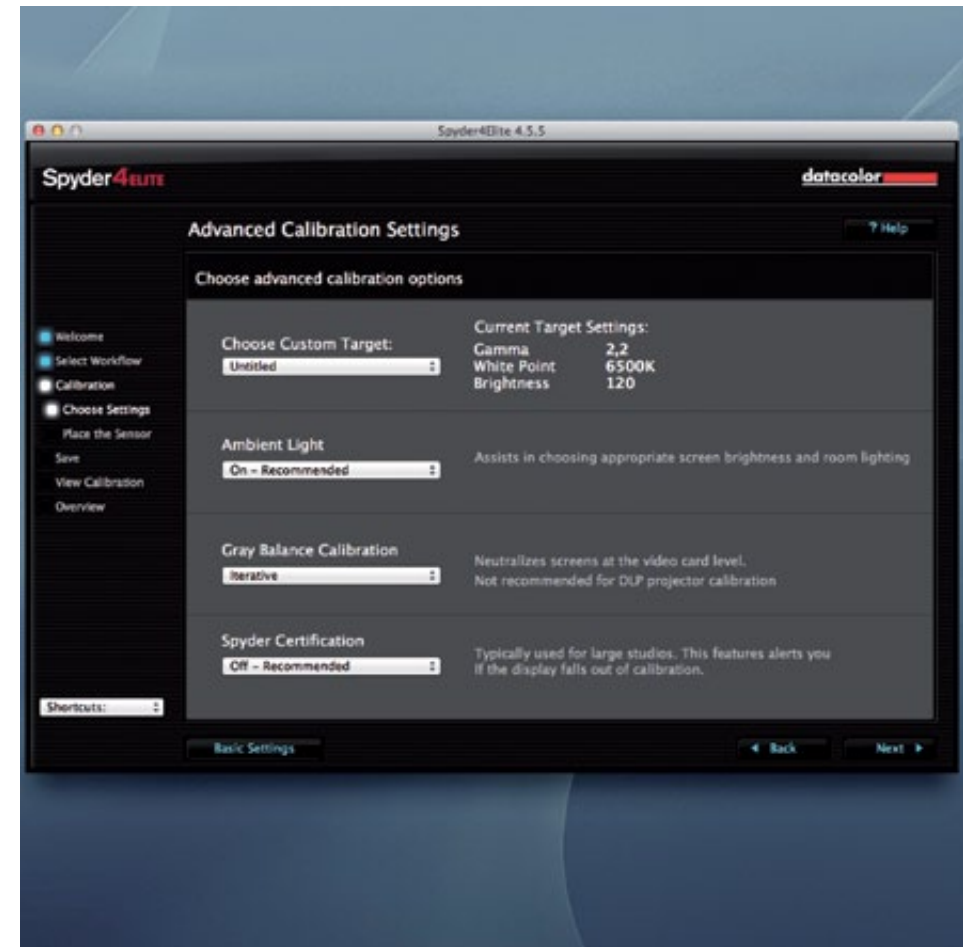 Spyder4Elite 4.5.5
Spyder4ELITE
datacolor
Advanced Calibration Settings
? Help
Choose advanced calibration options
Welcome
Select Workflow
Calibration
Choose Settings
Place the Sensor
Save
View Calibration
Overview
Shortcuts:
Choose Custom Target:
Untitled
Current Target Settings:
Gamma 2,2
White Point 6500K
Brightness 120
Ambient Light
On - Recommended
Assists in choosing appropriate screen brightness and room lighting
Gray Balance Calibration
Iterative
Neutralizes screens at the video card level.
Not recommended for DLP projector calibration
Spyder Certification
Off - Recommended
Typically used for large studios. This features alerts you
If the display falls out of calibration.
Basic Settings
Back
Next